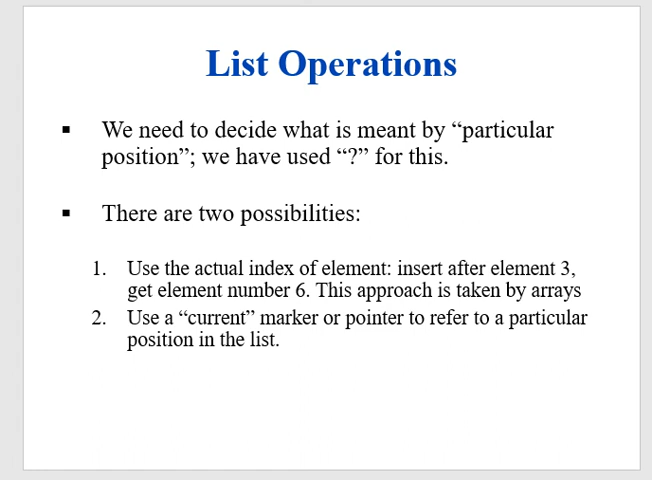 List Operations
▪ We need to decide what is meant by “particular
position”; we have used “?” for this.
▪ There are two possibilities:
1. Use the actual index of element: insert after element 3,
get element number 6. This approach is taken by arrays
2. Use a “current” marker or pointer to refer to a particular
position in the list.